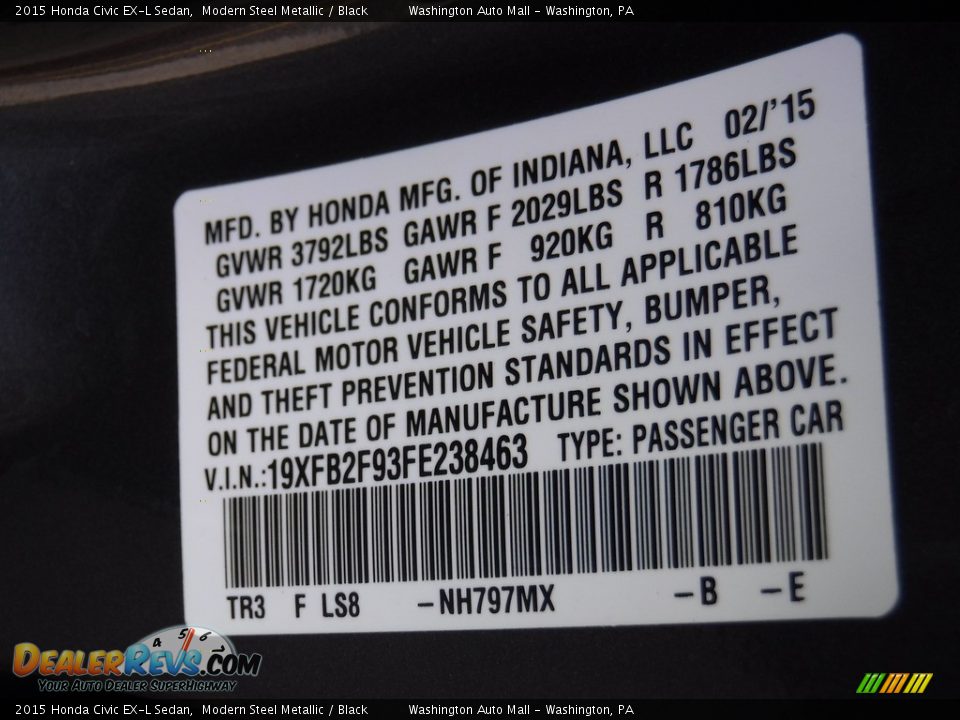 2015 Honda Civic EX-L Sedan, Modern Steel Metallic / Black Washington Auto Mall - Washington, PA
MFD. BY HONDA MFG. OF INDIANA, LLC 02/'15
GVWR 3792LBS GAWR F 2029LBS R 1786LBS
GVWR 1720KG GAWR F 920KG R 810KG
THIS VEHICLE CONFORMS TO ALL APPLICABLE
FEDERAL MOTOR VEHICLE SAFETY, BUMPER,
AND THEFT PREVENTION STANDARDS IN EFFECT
ON THE DATE OF MANUFACTURE SHOWN ABOVE.
V.I.N.:19XFB2F93FE238463 TYPE: PASSENGER CAR
TR3 F LS8 -NH797MX -B -E
4 5 6
DEALERREVS.COM
YOUR AUTO DEALER SUPERHIGHWAY
2015 Honda Civic EX-L Sedan, Modern Steel Metallic / Black Washington Auto Mall - Washington, PA